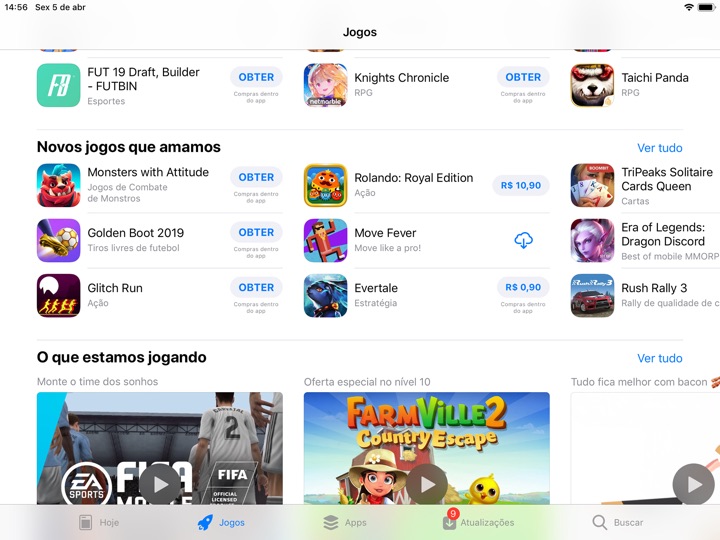 14:56 Sex 5 de abr
Jogos
FUT 19 Draft, Builder
- FUTBIN
Esportes
OBTER
Compras dentro
do app
netmarble
Knights Chronicle
RPG
OBTER
Compras dentro
do app
Taichi Panda
RPG
Novos jogos que amamos
Ver tudo
Monsters with Attitude
Jogos de Combate
de Monstros
OBTER
Compras dentro
do app
Rolando: Royal Edition
Ação
R$ 10,90
BOOMBIT
TriPeaks Solitaire
Cards Queen
Cartas
Golden Boot 2019
Tiros livres de futebol
OBTER
Compras dentro
do app
Move Fever
Move like a pro!
Era of Legends:
Dragon Discord
Best of mobile MMORP
Glitch Run
Ação
OBTER
Evertale
Estratégia
R$ 0,90
Compras dentro
do app
Rush Rally 3
Rush Rally 3
Rally de qualidade de c
O que estamos jogando
Ver tudo
Monte o time dos sonhos
Oferta especial no nível 10
Tudo fica melhor com bacon
2
EA
SPORTS
FIFA
MOBILE
FIFA
OFFICIAL
LICENSED
FARMVILLE 2
Country Escape
Hoje
Jogos
Apps
9
Atualizações
Buscar